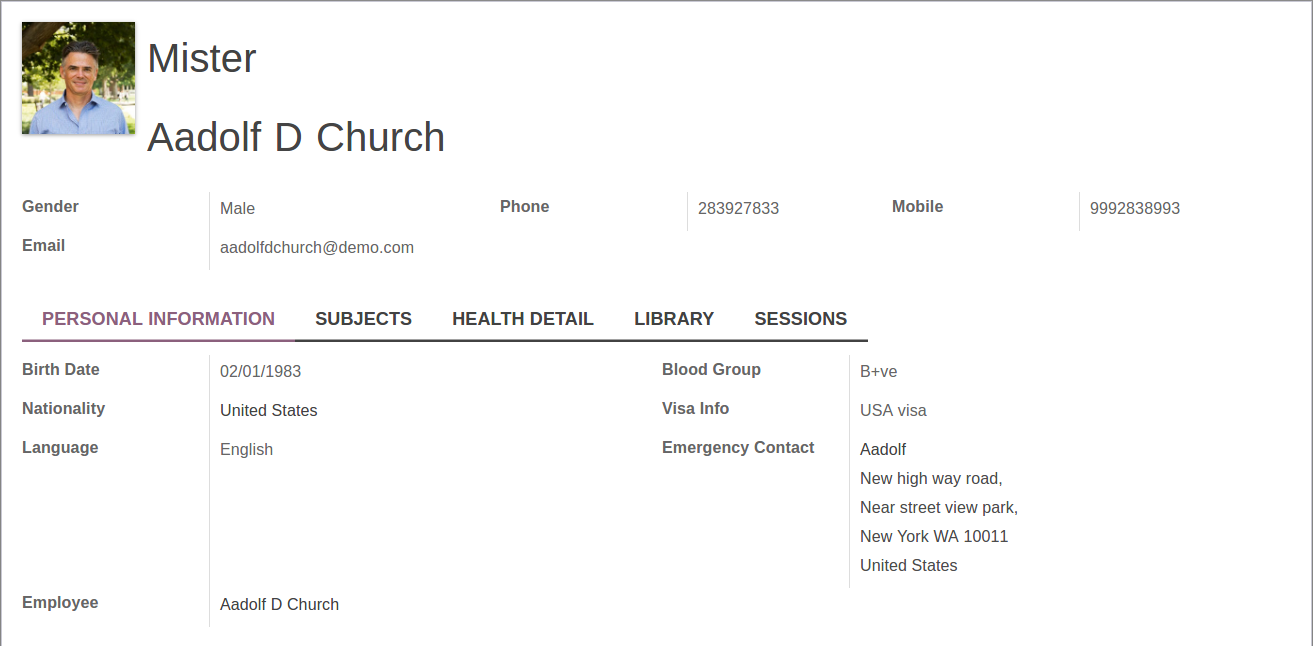 Mister
Aadolf D Church
Gender Male Phone 283927833 Mobile 9992838993
Email aadolfdchurch@demo.com
PERSONAL INFORMATION SUBJECTS HEALTH DETAIL LIBRARY SESSIONS
Birth Date 02/01/1983 Blood Group B+ve
Nationality United States Visa Info USA visa
Language English Emergency Contact Aadolf
New high way road,
Near street view park,
New York WA 10011
United States
Employee Aadolf D Church